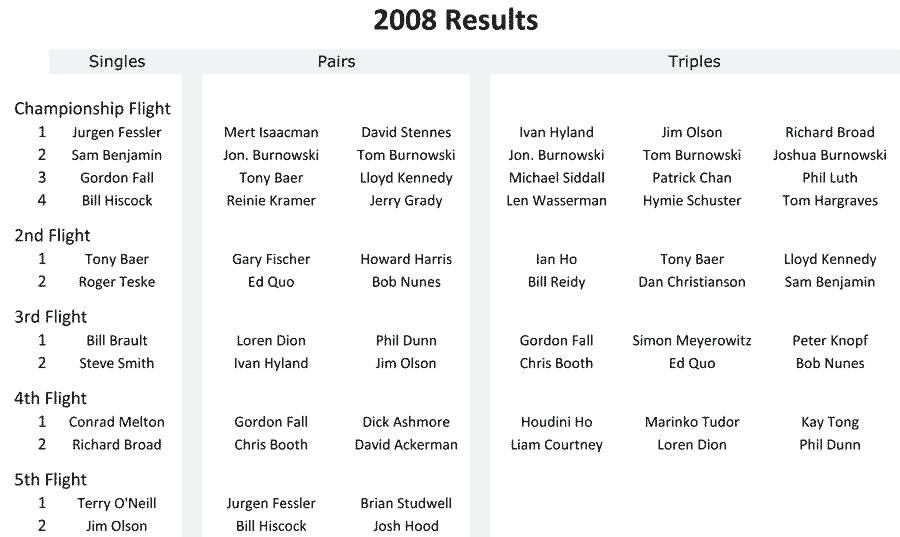 2008 Results
Singles Pairs Triples
Championship Flight
1 Jurgen Fessler Mert Isaacman David Stennes Ivan Hyland Jim Olson Richard Broad
2 Sam Benjamin Jon. Burnowski Tom Burnowski Jon. Burnowski Tom Burnowski Joshua Burnowski
3 Gordon Fall Tony Baer Lloyd Kennedy Michael Siddall Patrick Chan Phil Luth
4 Bill Hiscock Reinie Kramer Jerry Grady Len Wasserman Hymie Schuster Tom Hargraves
2nd Flight
1 Tony Baer Gary Fischer Howard Harris Ian Ho Tony Baer Lloyd Kennedy
2 Roger Teske Ed Quo Bob Nunes Bill Reidy Dan Christianson Sam Benjamin
3rd Flight
1 Bill Brault Loren Dion Phil Dunn Gordon Fall Simon Meyerowitz Peter Knopf
2 Steve Smith Ivan Hyland Jim Olson Chris Booth Ed Quo Bob Nunes
4th Flight
1 Conrad Melton Gordon Fall Dick Ashmore Houdini Ho Marinko Tudor Kay Tong
2 Richard Broad Chris Booth David Ackerman Liam Courtney Loren Dion Phil Dunn
5th Flight
1 Terry O'Neill Jurgen Fessler Brian Studwell
2 Jim Olson Bill Hiscock Josh Hood